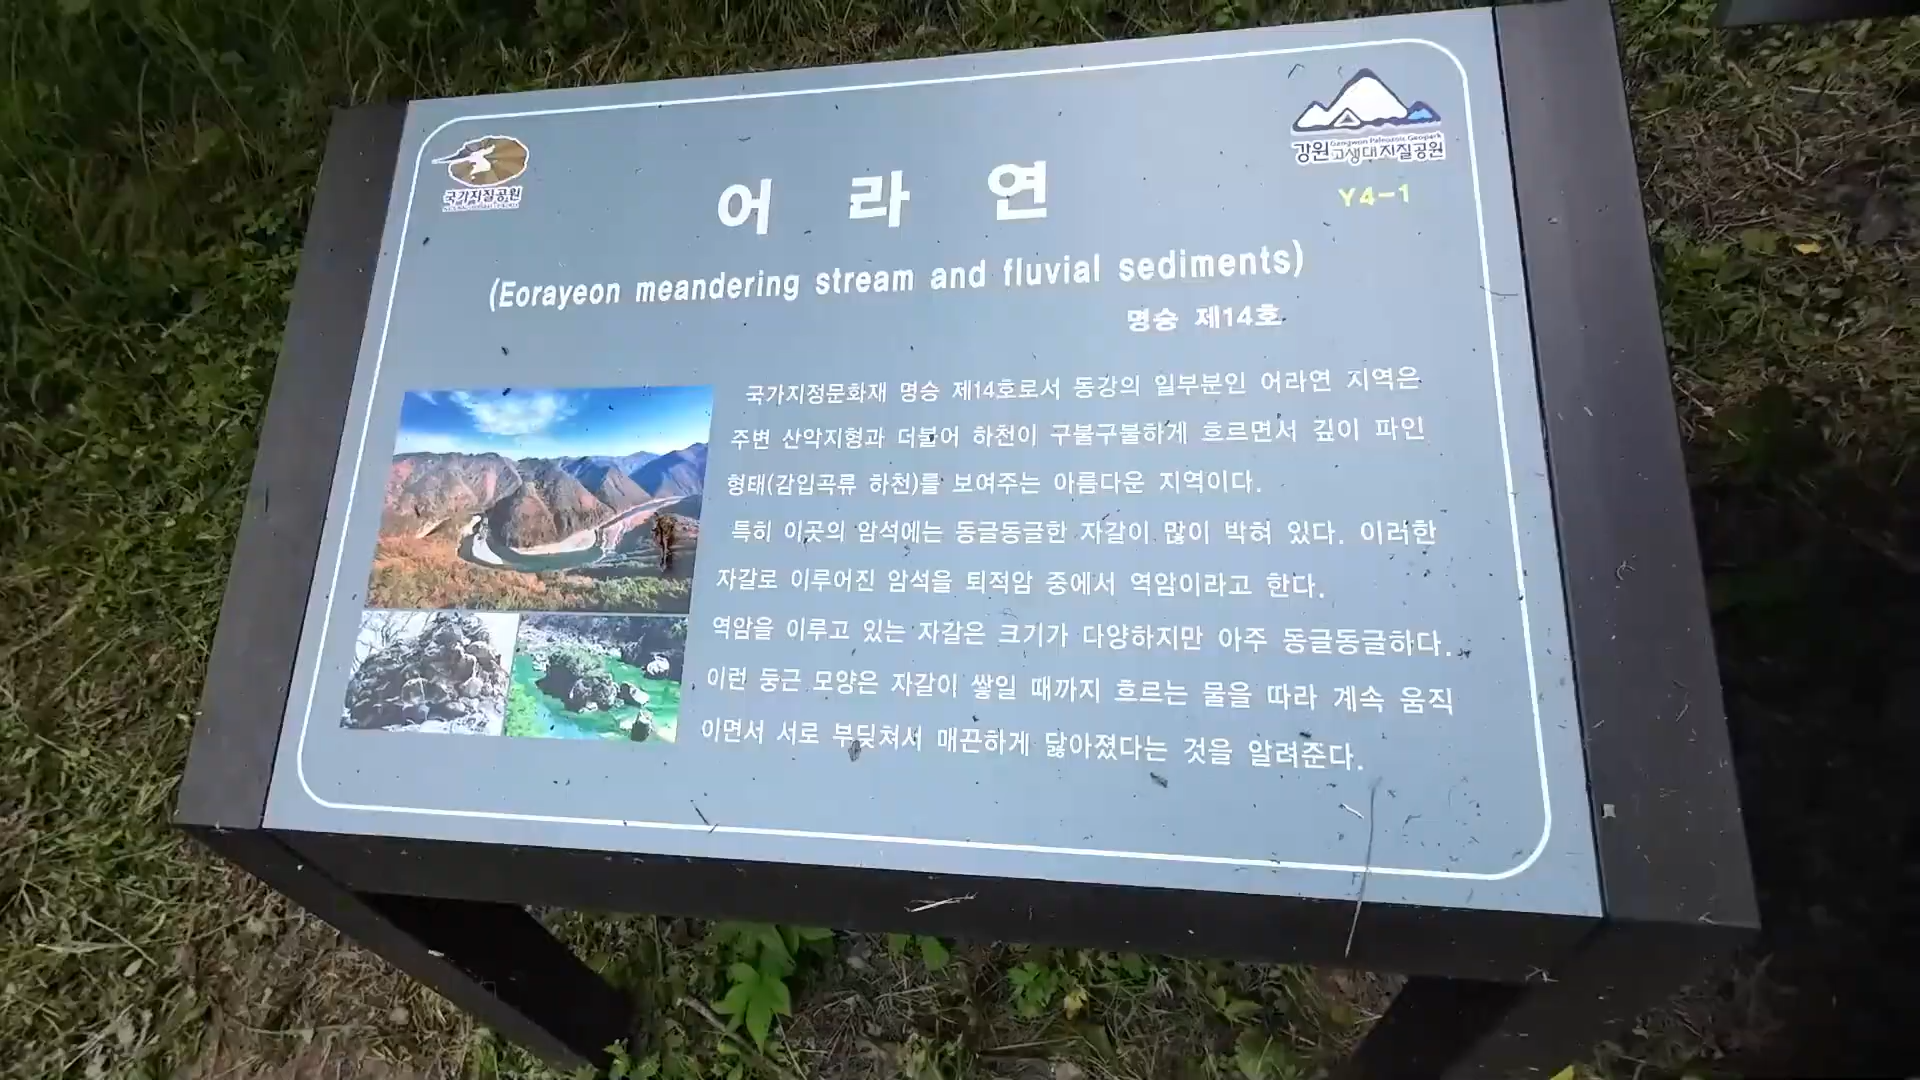 국가지질공원
Gangwon Paleozoic Geopark
강원고생대지질공원
Y4-1
어 라 연
(Eorayeon meandering stream and fluvial sediments)
명승 제14호
국가지정문화재 명승 제14호로서 동강의 일부분인 어라연 지역은
주변 산악지형과 더불어 하천이 구불구불하게 흐르면서 깊이 파인
형태(감입곡류 하천)를 보여주는 아름다운 지역이다.
특히 이곳의 암석에는 동글동글한 자갈이 많이 박혀 있다. 이러한
자갈로 이루어진 암석을 퇴적암 중에서 역암이라고 한다.
역암을 이루고 있는 자갈은 크기가 다양하지만 아주 동글동글하다.
이런 둥근 모양은 자갈이 쌓일 때까지 흐르는 물을 따라 계속 움직
이면서 서로 부딪쳐서 매끈하게 닳아졌다는 것을 알려준다.